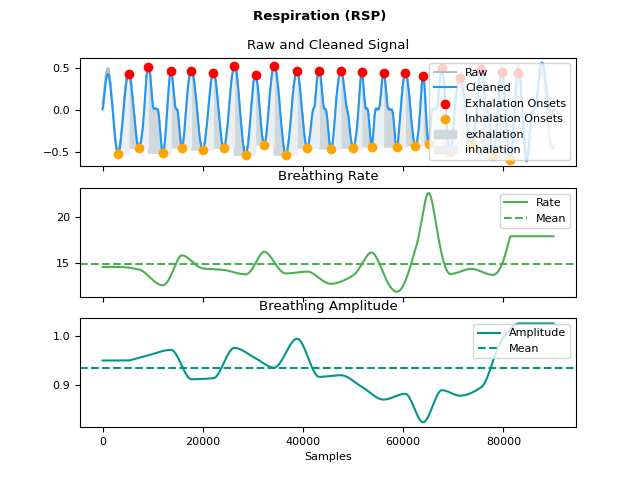 Respiration (RSP)
Raw and Cleaned Signal
0.5
0.0
−0.5
Raw
Cleaned
Exhalation Onsets
Inhalation Onsets
exhalation
inhalation
Breathing Rate
20
15
Rate
Mean
Breathing Amplitude
1.0
0.9
Amplitude
Mean
0 20000 40000 60000 80000
Samples